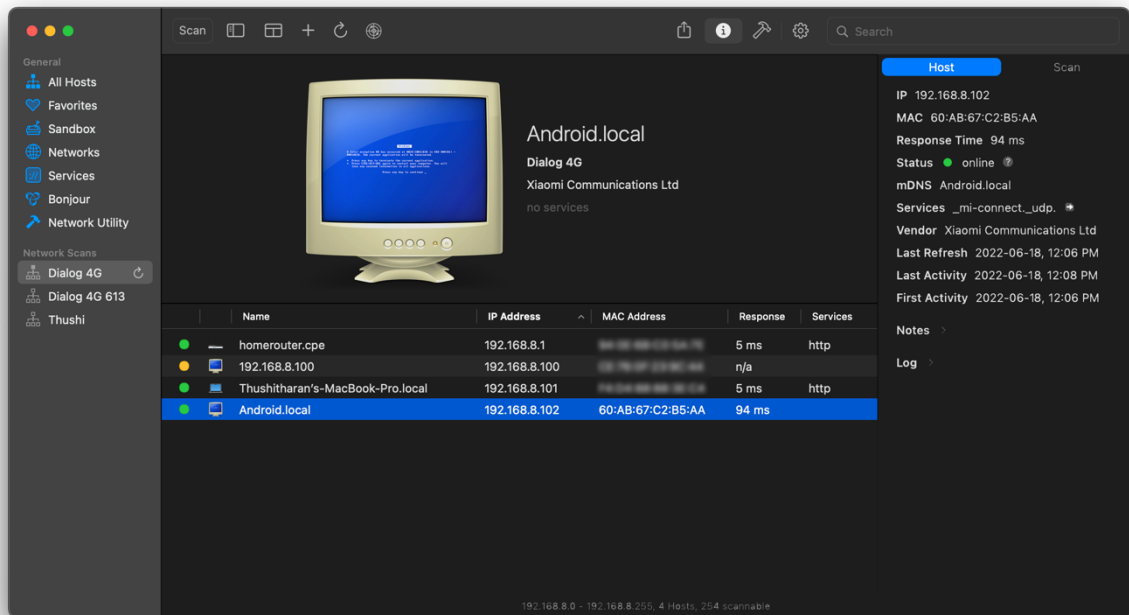 Scan
Search
General
All Hosts
Favorites
Sandbox
Networks
Services
Bonjour
Network Utility
Network Scans
Dialog 4G
Dialog 4G 613
Thushi
Android.local
Dialog 4G
Xiaomi Communications Ltd
no services
Name IP Address MAC Address Response Services
homerouter.cpe 192.168.8.1 5 ms http
192.168.8.100 192.168.8.100 n/a
Thushitharan's-MacBook-Pro.local 192.168.8.101 5 ms http
Android.local 192.168.8.102 60:AB:67:C2:B5:AA 94 ms
192.168.8.0 - 192.168.8.255, 4 Hosts, 254 scannable
Host Scan
IP 192.168.8.102
MAC 60:AB:67:C2:B5:AA
Response Time 94 ms
Status online ?
mDNS Android.local
Services _mi-connect._udp.
Vendor Xiaomi Communications Ltd
Last Refresh 2022-06-18, 12:06 PM
Last Activity 2022-06-18, 12:08 PM
First Activity 2022-06-18, 12:06 PM
Notes
Log